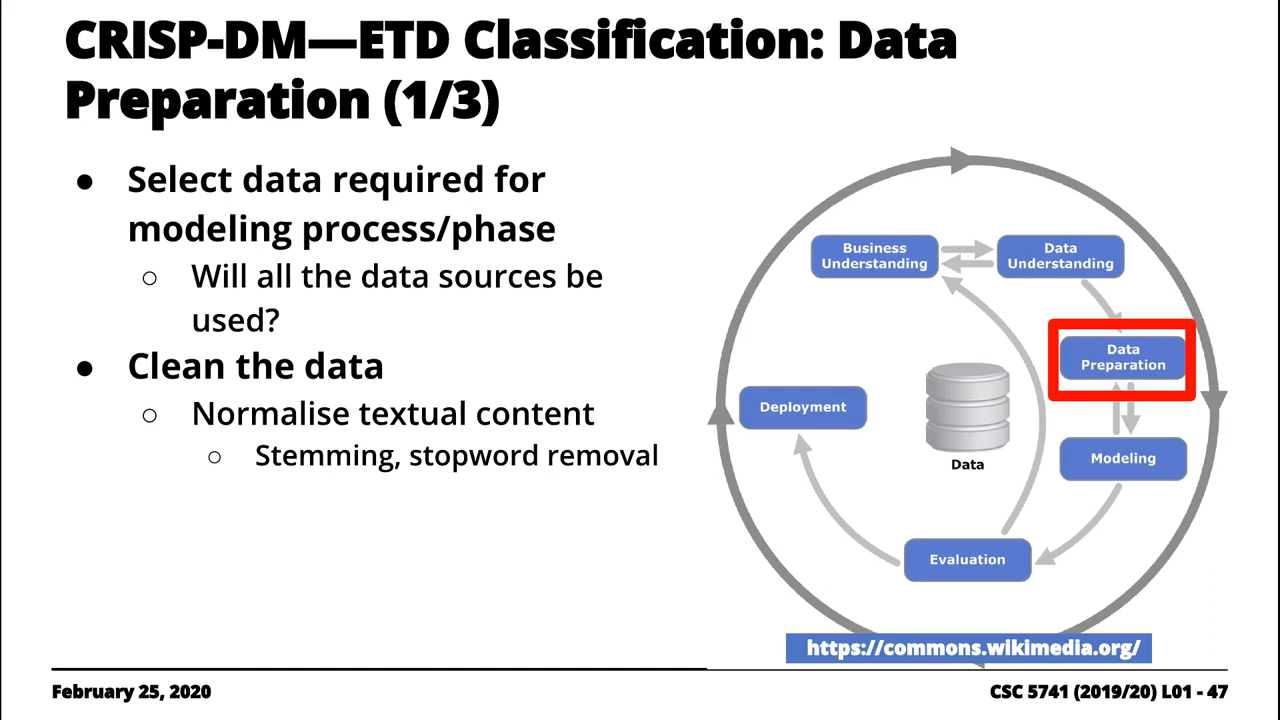 CRISP-DM—ETD Classification: Data
Preparation (1/3)
● Select data required for
modeling process/phase
○ Will all the data sources be
used?
● Clean the data
○ Normalise textual content
○ Stemming, stopword removal
Business
Understanding
Data
Understanding
Data
Preparation
Deployment
Data
Modeling
Evaluation
https://commons.wikimedia.org/
February 25, 2020
CSC 5741 (2019/20) L01 - 47